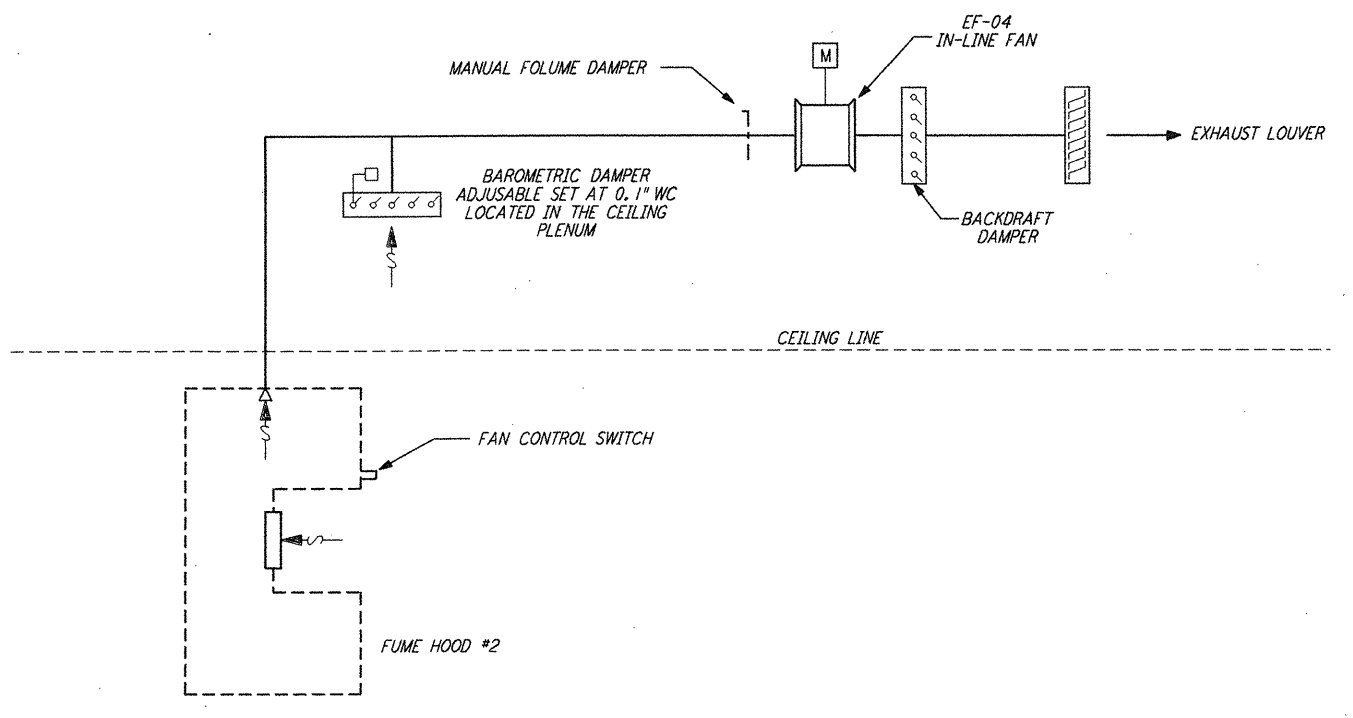 EF-04
IN-LINE FAN
M
MANUAL FOLUME DAMPER
EXHAUST LOUVER
BAROMETRIC DAMPER
ADJUSABLE SET AT 0.1" WC
LOCATED IN THE CEILING
PLENUM
BACKDRAFT
DAMPER
CEILING LINE
FAN CONTROL SWITCH
FUME HOOD #2